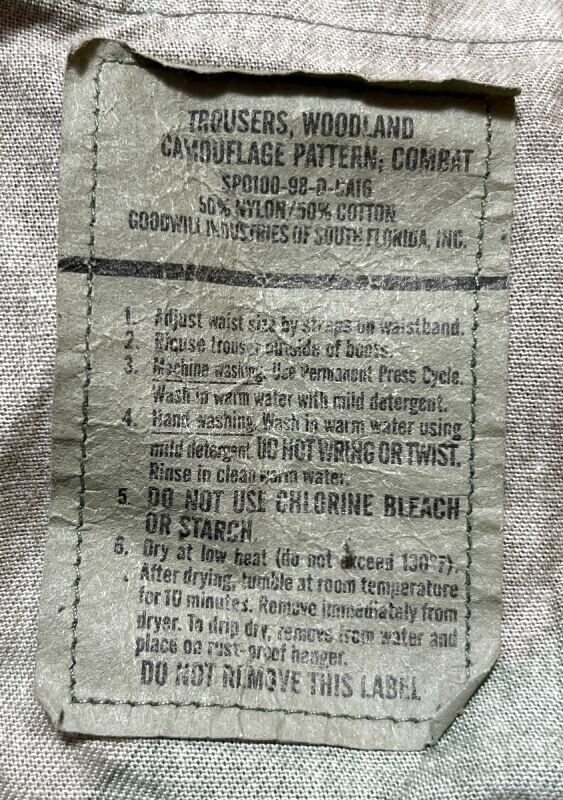 TROUSERS, WOODLAND
CAMOUFLAGE PATTERN; COMBAT
SPO100-98-D-CA16
50% NYLON/50% COTTON
GOODWILL INDUSTRIES OF SOUTH FLORIDA, INC.
1. Adjust waist size by straps on waistband.
2. Blouse trouser outside of boots.
3. Machine washing. Use Permanent Press Cycle.
Wash in warm water with mild detergent.
4. Hand washing. Wash in warm water using
mild detergent. DO NOT WRING OR TWIST.
Rinse in clean warm water.
5. DO NOT USE CHLORINE BLEACH
OR STARCH.
6. Dry at low heat (do not exceed 130°F).
After drying, tumble at room temperature
for 10 minutes. Remove immediately from
dryer. To drip dry, remove from water and
place on rust-proof hanger.
DO NOT REMOVE THIS LABEL